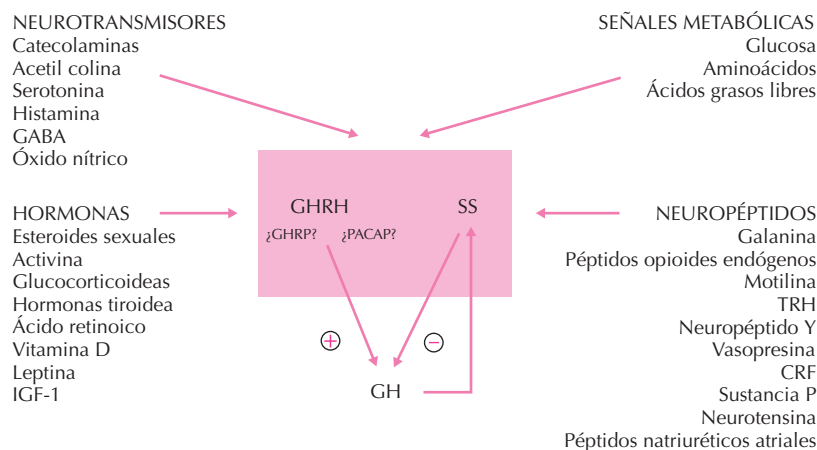 NEUROTRANSMISORES
Catecolaminas
Acetil colina
Serotonina
Histamina
GABA
Óxido nítrico
SEÑALES METABÓLICAS
Glucosa
Aminoácidos
Ácidos grasos libres
GHRH SS
¿GHRP? ¿PACAP?
HORMONAS
Esteroides sexuales
Activina
Glucocorticoideas
Hormonas tiroidea
Ácido retinoico
Vitamina D
Leptina
IGF-1
NEUROPÉPTIDOS
Galanina
Péptidos opioides endógenos
Motilina
TRH
Neuropéptido Y
Vasopresina
CRF
Sustancia P
Neurotensina
Péptidos natriuréticos atriales
+ −
GH